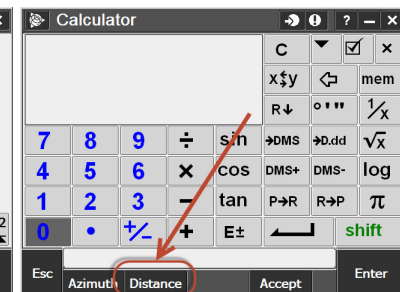 Calculator ? – x
C x
x↕y mem
R↓ o ' " 1/x
7 8 9 ÷ sin →DMS →D.dd √x
4 5 6 × cos DMS+ DMS- log
1 2 3 − tan P→R R→P π
2
0 • +/− + E± shift
Esc Azimuth Distance Accept Enter